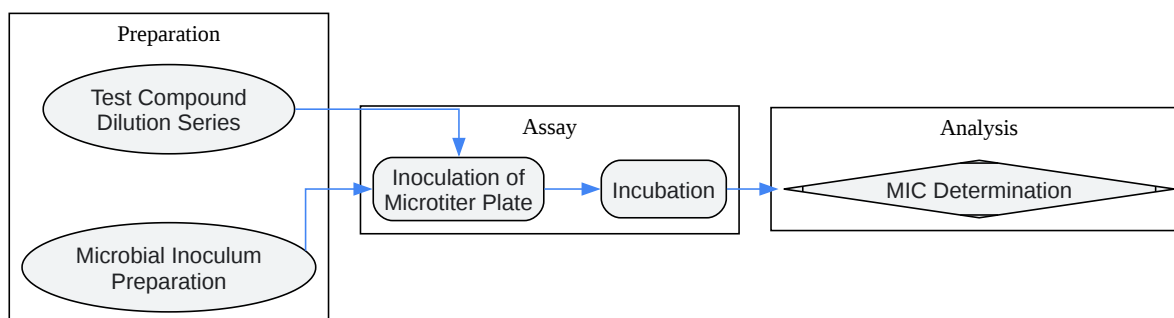 Preparation
Test Compound
Dilution Series
Microbial Inoculum
Preparation
Assay
Inoculation of
Microtiter Plate
Incubation
Analysis
MIC Determination